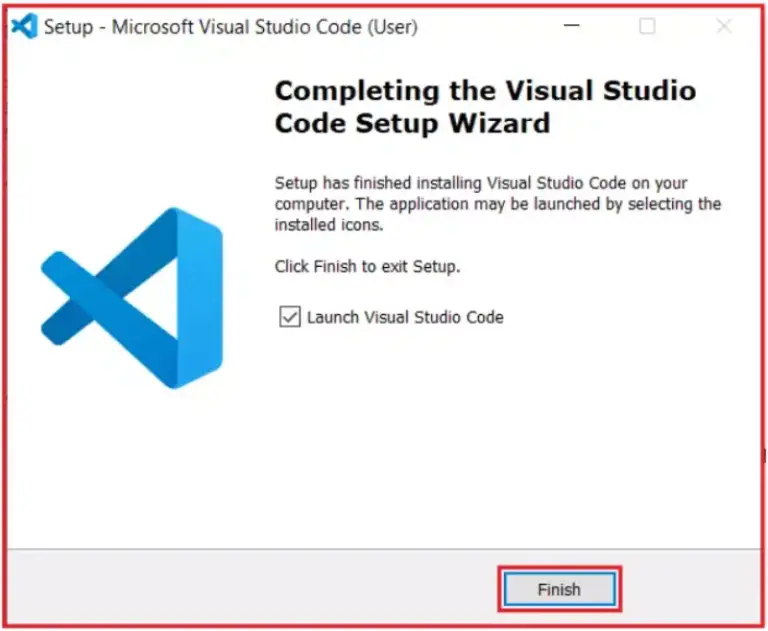 Setup - Microsoft Visual Studio Code (User)
Completing the Visual Studio
Code Setup Wizard
Setup has finished installing Visual Studio Code on your
computer. The application may be launched by selecting the
installed icons.
Click Finish to exit Setup.
Launch Visual Studio Code
Finish